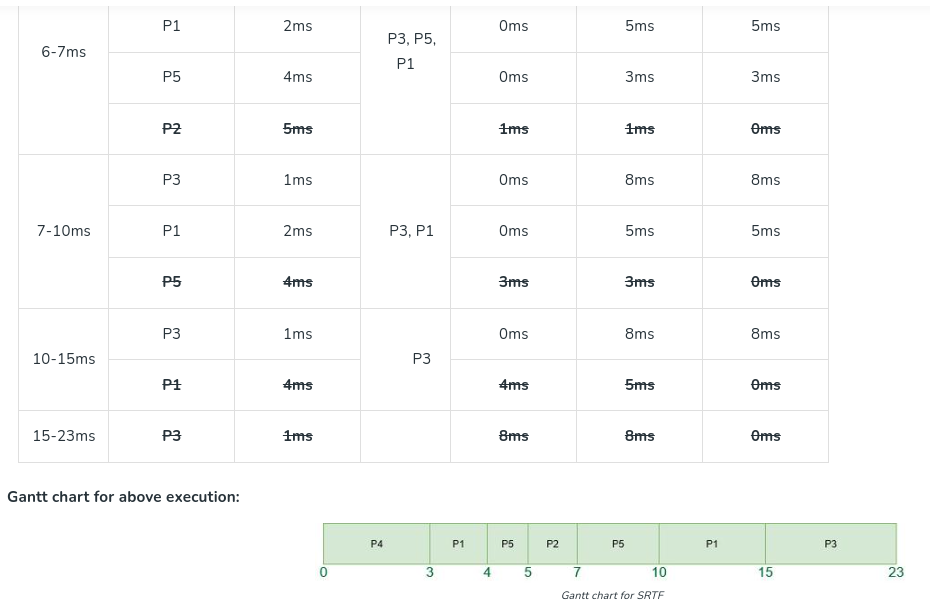 6-7ms P1 2ms P3, P5, P1 0ms 5ms 5ms
P5 4ms 0ms 3ms 3ms
P2 5ms 1ms 1ms 0ms
7-10ms P3 1ms P3, P1 0ms 8ms 8ms
P1 2ms 0ms 5ms 5ms
P5 4ms 3ms 3ms 0ms
10-15ms P3 1ms P3 0ms 8ms 8ms
P1 4ms 4ms 5ms 0ms
15-23ms P3 1ms 8ms 8ms 0ms
Gantt chart for above execution:
P4 P1 P5 P2 P5 P1 P3
0 3 4 5 7 10 15 23
Gantt chart for SRTF